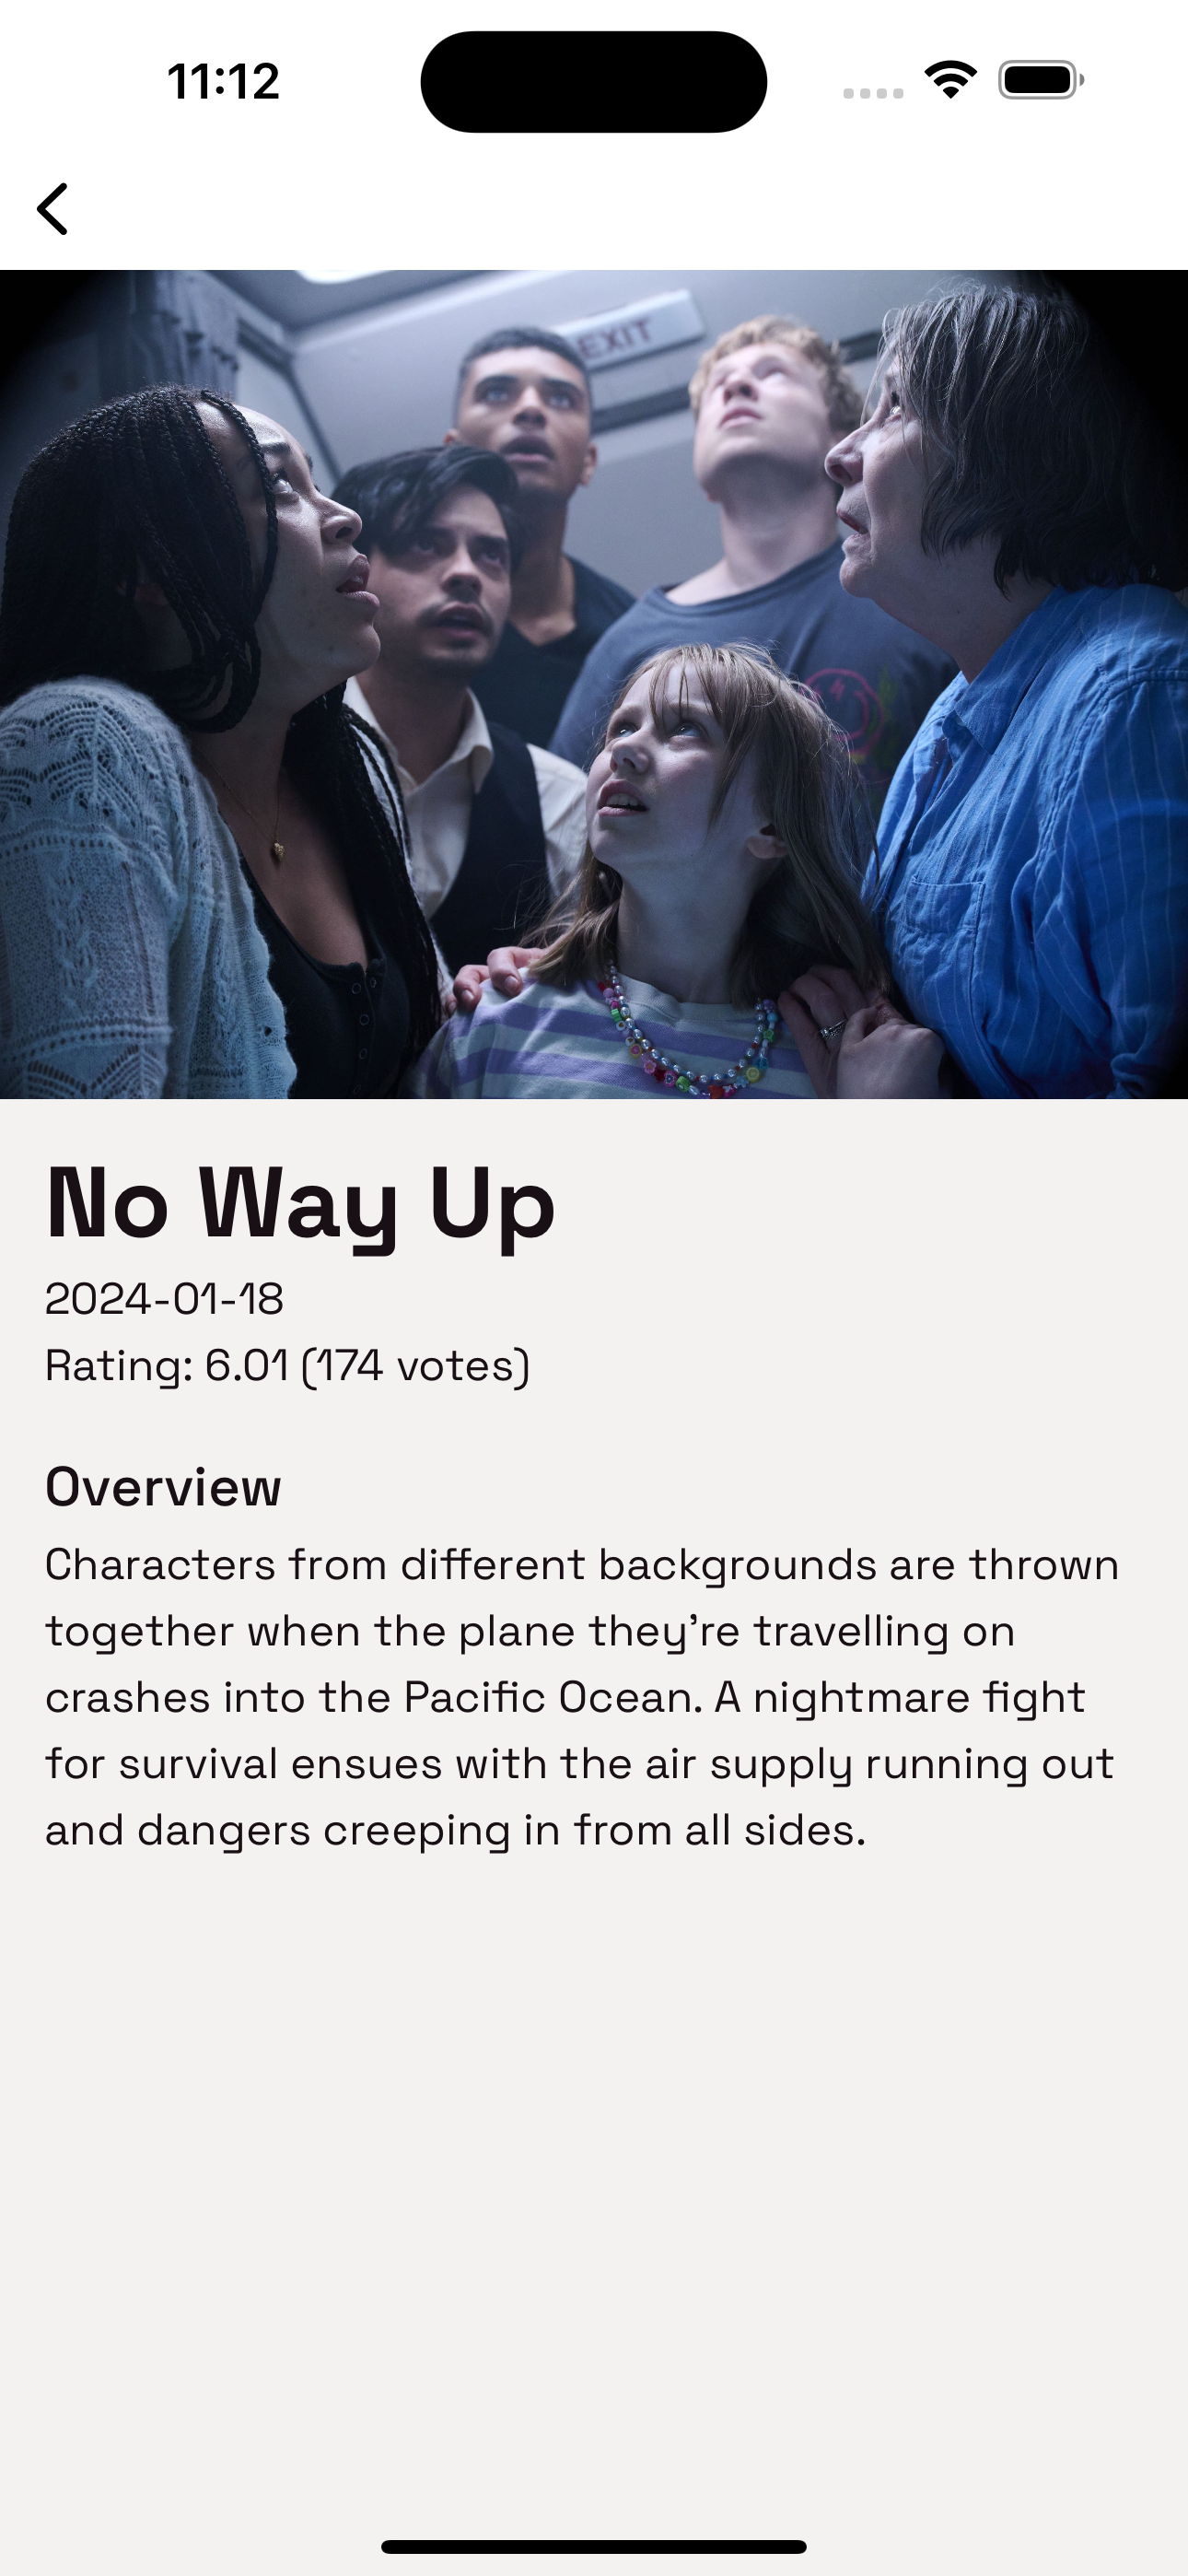 11:12
EXIT
No Way Up
2024-01-18
Rating: 6.01 (174 votes)
Overview
Characters from different backgrounds are thrown
together when the plane they’re travelling on
crashes into the Pacific Ocean. A nightmare fight
for survival ensues with the air supply running out
and dangers creeping in from all sides.